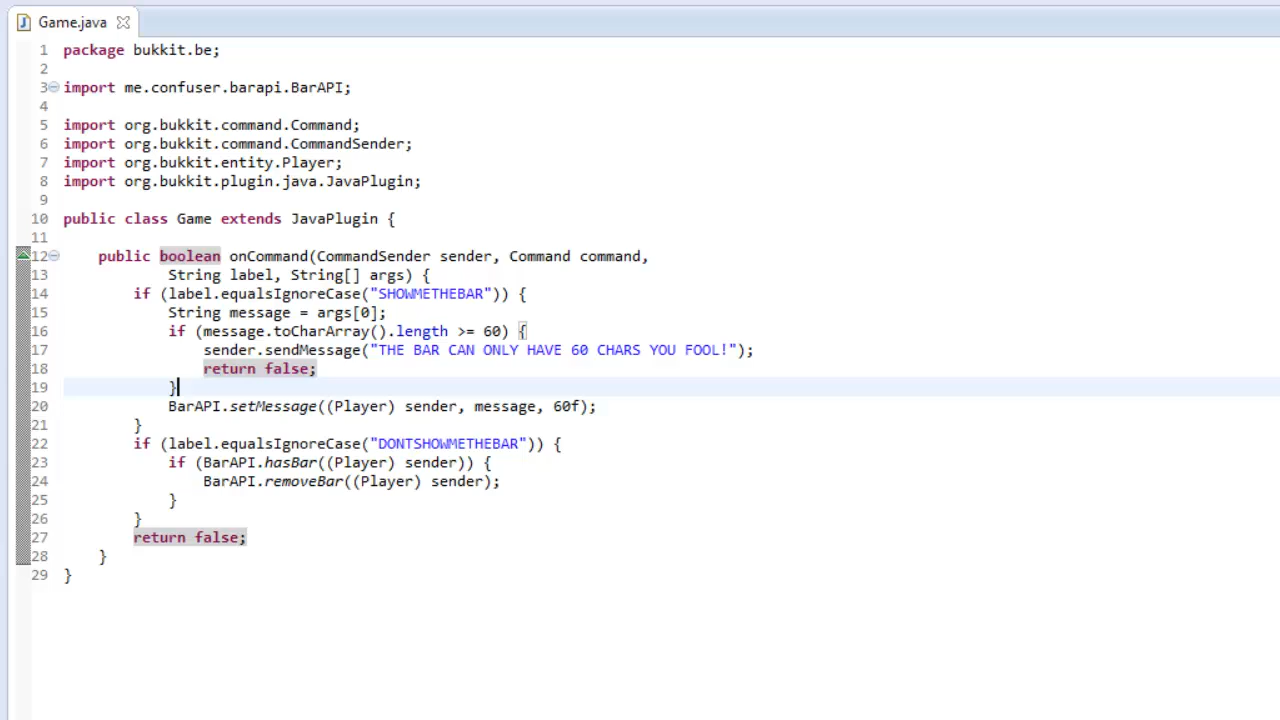 Game.java
1 package bukkit.be;
2
3 import me.confuser.barapi.BarAPI;
4
5 import org.bukkit.command.Command;
6 import org.bukkit.command.CommandSender;
7 import org.bukkit.entity.Player;
8 import org.bukkit.plugin.java.JavaPlugin;
9
10 public class Game extends JavaPlugin {
11
12 public boolean onCommand(CommandSender sender, Command command,
13 String label, String[] args) {
14 if (label.equalsIgnoreCase("SHOWMETHEBAR")) {
15 String message = args[0];
16 if (message.toCharArray().length >= 60) {
17 sender.sendMessage("THE BAR CAN ONLY HAVE 60 CHARS YOU FOOL!");
18 return false;
19 }
20 BarAPI.setMessage((Player) sender, message, 60f);
21 }
22 if (label.equalsIgnoreCase("DONTSHOWMETHEBAR")) {
23 if (BarAPI.hasBar((Player) sender)) {
24 BarAPI.removeBar((Player) sender);
25 }
26 }
27 return false;
28 }
29 }